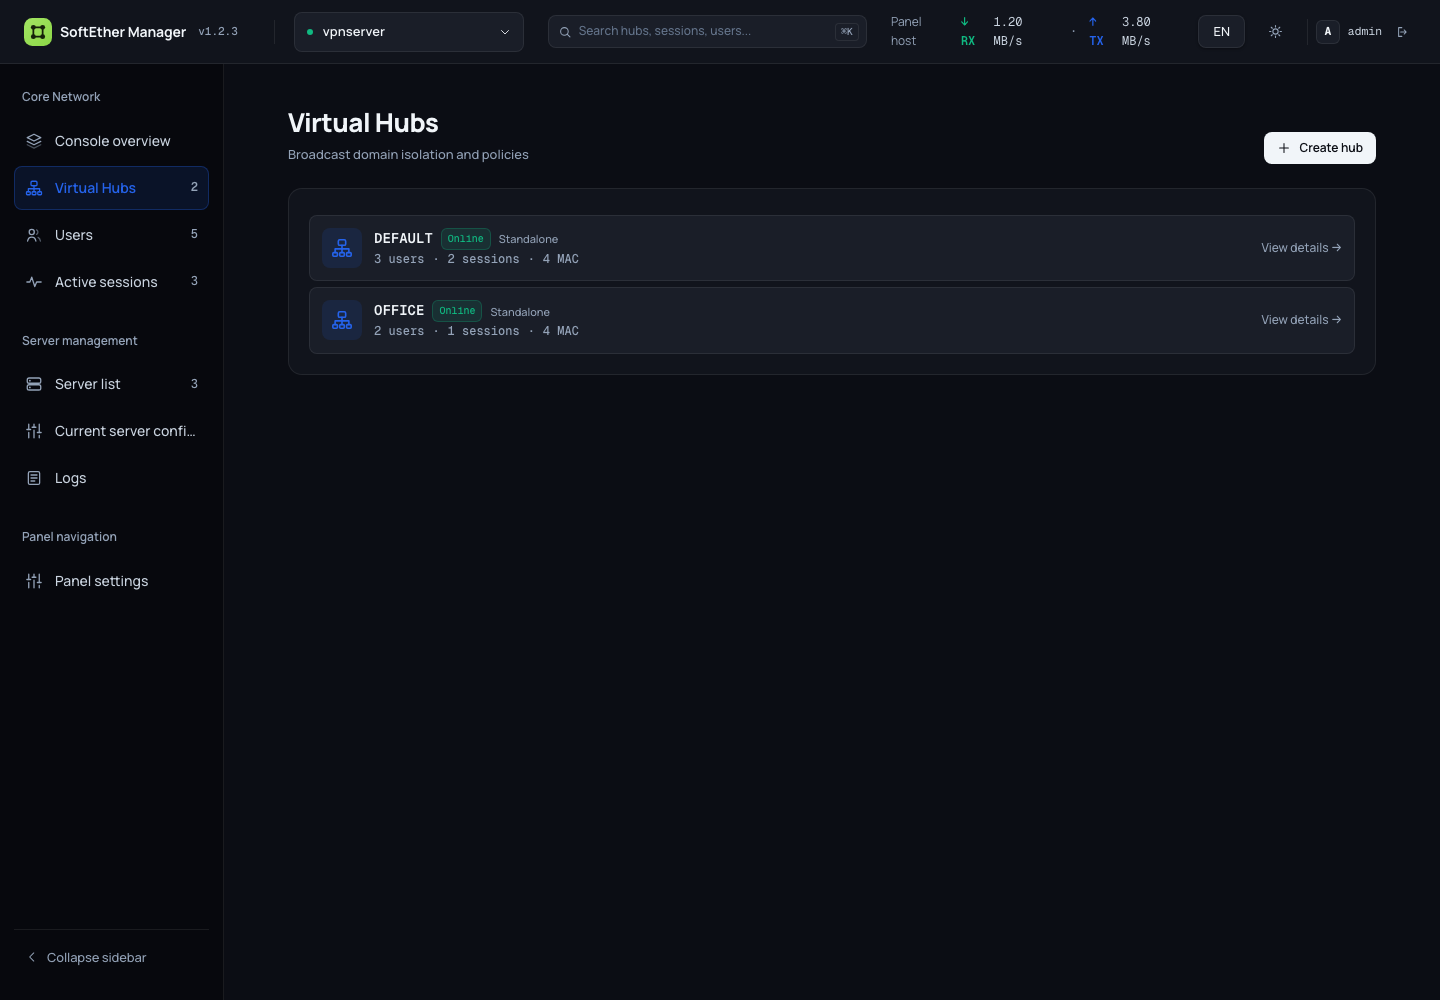 SoftEther Manager v1.2.3
vpnserver
Search hubs, sessions, users... ⌘K
Panel host
↓ RX 1.20 MB/s · ↑ TX 3.80 MB/s
EN
A admin
Core Network
Console overview
Virtual Hubs 2
Users 5
Active sessions 3
Server management
Server list 3
Current server confi…
Logs
Panel navigation
Panel settings
Collapse sidebar
Virtual Hubs
Broadcast domain isolation and policies
Create hub
DEFAULT Online Standalone
3 users · 2 sessions · 4 MAC
View details →
OFFICE Online Standalone
2 users · 1 sessions · 4 MAC
View details →